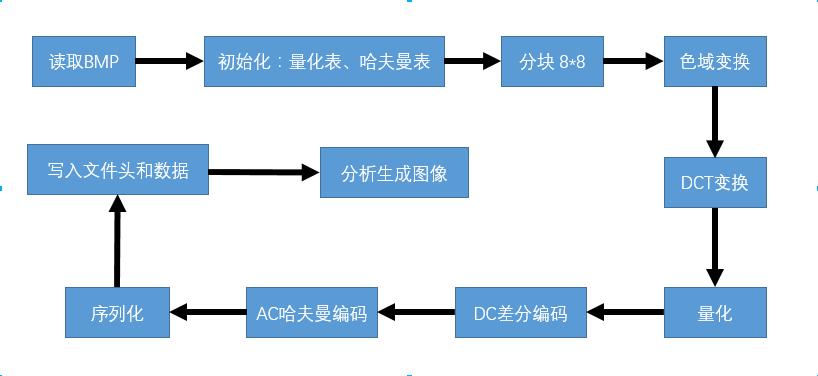 读取BMP
初始化：量化表、哈夫曼表
分块 8*8
色域变换
DCT变换
量化
DC差分编码
AC哈夫曼编码
序列化
写入文件头和数据
分析生成图像